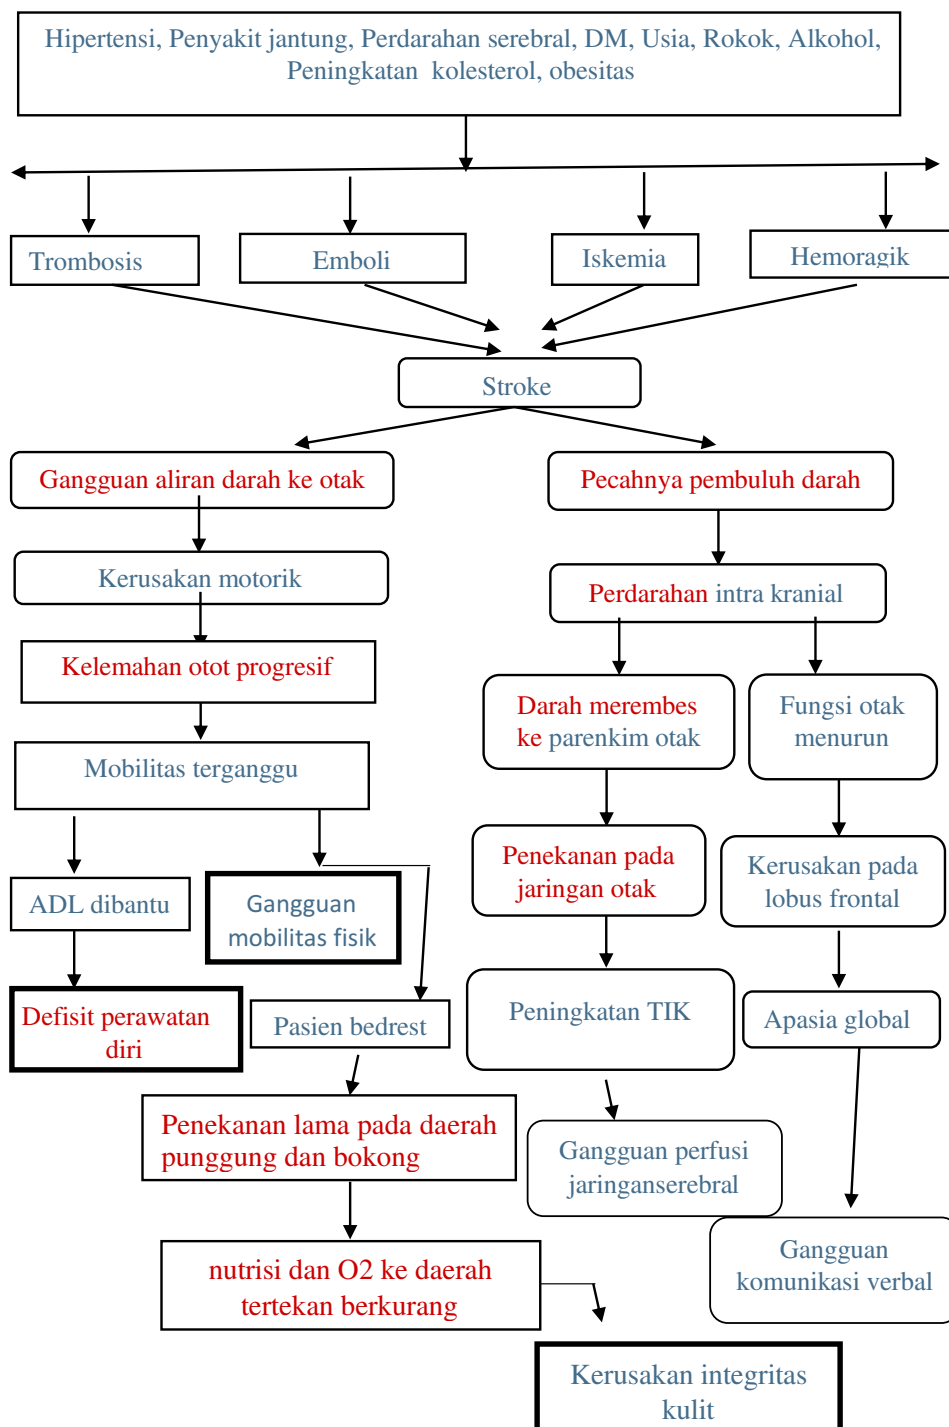 Hipertensi, Penyakit jantung, Perdarahan serebral, DM, Usia, Rokok, Alkohol,
Peningkatan kolesterol, obesitas
Trombosis
Emboli
Iskemia
Hemoragik
Stroke
Gangguan aliran darah ke otak
Pecahnya pembuluh darah
Kerusakan motorik
Perdarahan intra kranial
Kelemahan otot progresif
Darah merembes
ke parenkim otak
Fungsi otak
menurun
Mobilitas terganggu
Penekanan pada
jaringan otak
Kerusakan pada
lobus frontal
ADL dibantu
Gangguan
mobilitas fisik
Defisit perawatan
diri
Pasien bedrest
Peningkatan TIK
Apasia global
Penekanan lama pada daerah
punggung dan bokong
Gangguan perfusi
jaringanserebral
nutrisi dan O2 ke daerah
tertekan berkurang
Gangguan
komunikasi verbal
Kerusakan integritas
kulit